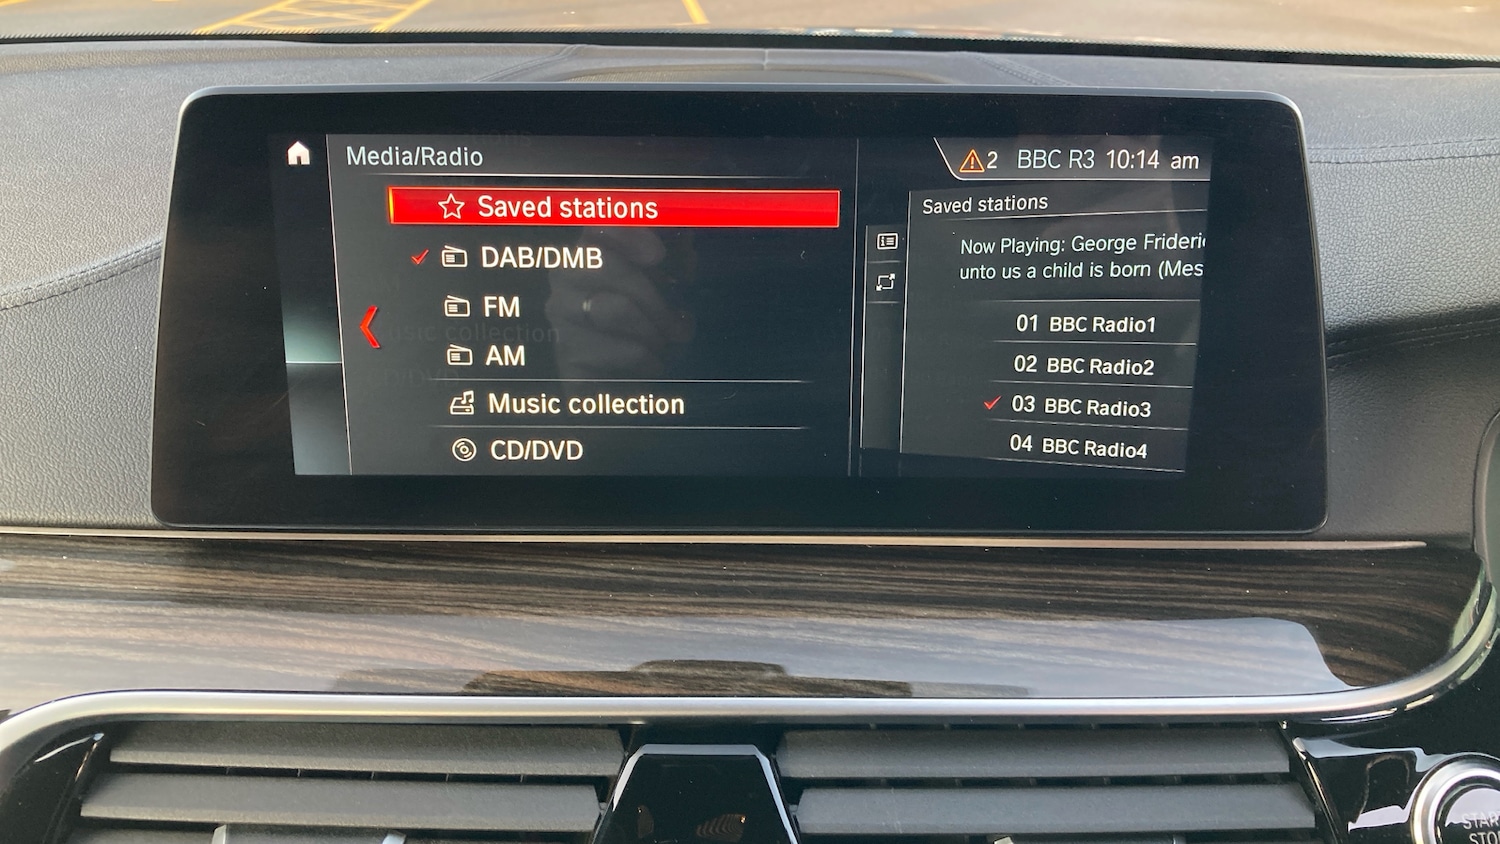 Media/Radio
2 BBC R3 10:14 am
Saved stations
DAB/DMB
FM
AM
Music collection
CD/DVD
Saved stations
Now Playing: George Frideri
unto us a child is born (Mes
01 BBC Radio1
02 BBC Radio2
03 BBC Radio3
04 BBC Radio4
START
STOP